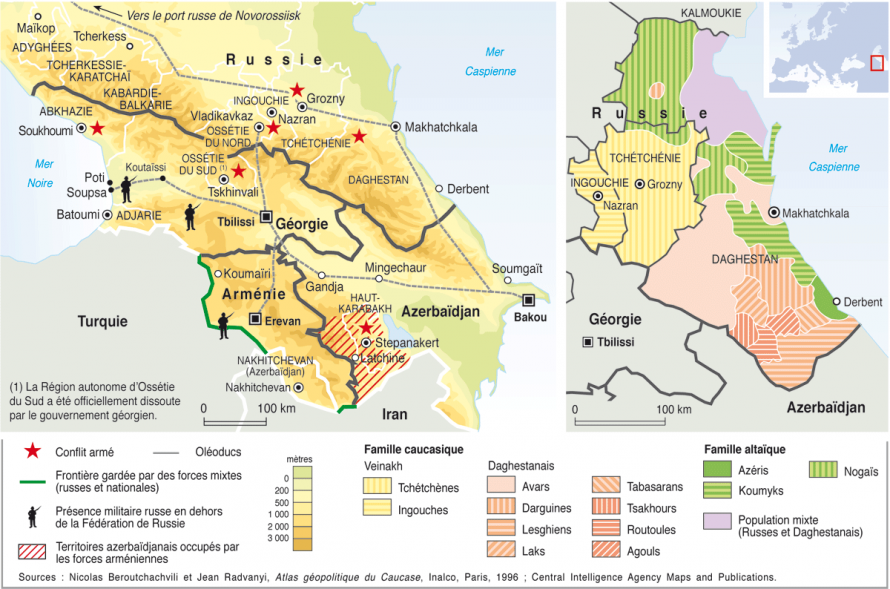 Vers le port russe de Novorossiisk
Maïkop
ADYGHÉES
Tcherkess
TCHERKESSIE-
KARATCHAÏ
KABARDIE-
BALKARIE
Russie
Mer
Caspienne
ABKHAZIE
Soukhoumi
INGOUCHIE
Grozny
Vladikavkaz
Nazran
OSSÉTIE
DU NORD
TCHÉTCHÉNIE
Makhatchkala
Mer
Noire
Poti
Soupsa
Koutaïssi
OSSÉTIE
DU SUD (1)
Tskhinvali
DAGHESTAN
Derbent
Batoumi
ADJARIE
Tbilissi
Géorgie
Koumaïri
Gandja
Mingechaur
Soumgaït
Arménie
Erevan
HAUT-
KARABAKH
Azerbaïdjan
Bakou
Turquie
Stepanakert
Latchine
NAKHITCHEVAN
(Azerbaïdjan)
Nakhitchevan
Iran
(1) La Région autonome d'Ossétie
du Sud a été officiellement dissoute
par le gouvernement géorgien.
0 100 km
KALMOUKIE
Russie
Mer
Caspienne
TCHÉTCHÉNIE
INGOUCHIE
Grozny
Nazran
Makhatchkala
DAGHESTAN
Derbent
Géorgie
Tbilissi
0 100 km
Azerbaïdjan
Conflit armé
Oléoducs
Frontière gardée par des forces mixtes
(russes et nationales)
Présence militaire russe en dehors
de la Fédération de Russie
Territoires azerbaïdjanais occupés par
les forces arméniennes
mètres
0
200
500
1 000
2 000
3 000
Famille caucasique
Veinakh
Tchétchènes
Ingouches
Daghestanais
Avars
Darguines
Lesghiens
Laks
Tabasarans
Tsakhours
Routoules
Agouls
Famille altaïque
Azéris
Koumyks
Nogaïs
Population mixte
(Russes et Daghestanais)
Sources : Nicolas Beroutchachvili et Jean Radvanyi, Atlas géopolitique du Caucase, Inalco, Paris, 1996 ; Central Intelligence Agency Maps and Publications.